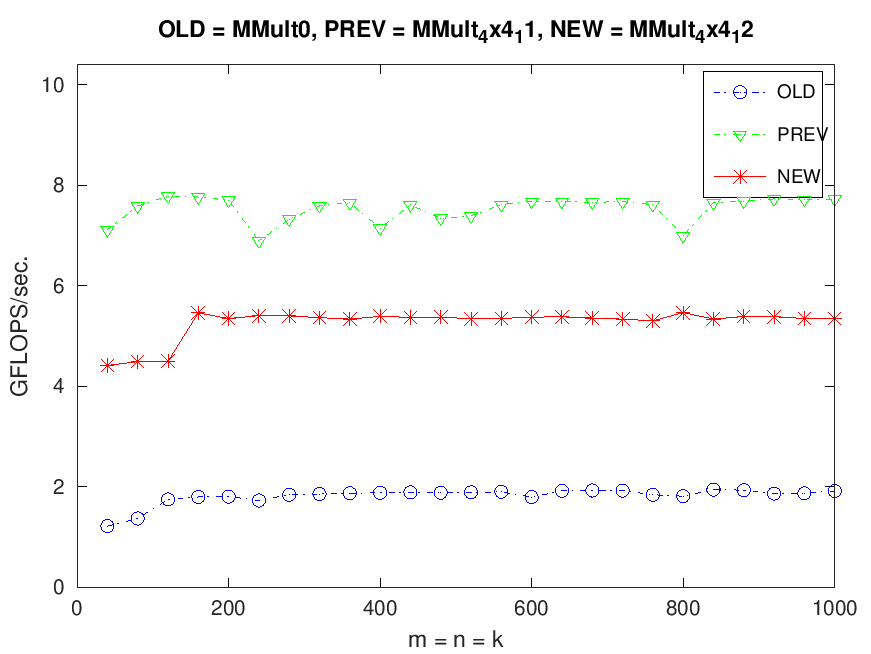 OLD = MMult0, PREV = MMult4x411, NEW = MMult4x412
10
8
6
4
2
0
GFLOPS/sec.
OLD
PREV
NEW
0 200 400 600 800 1000
m = n = k